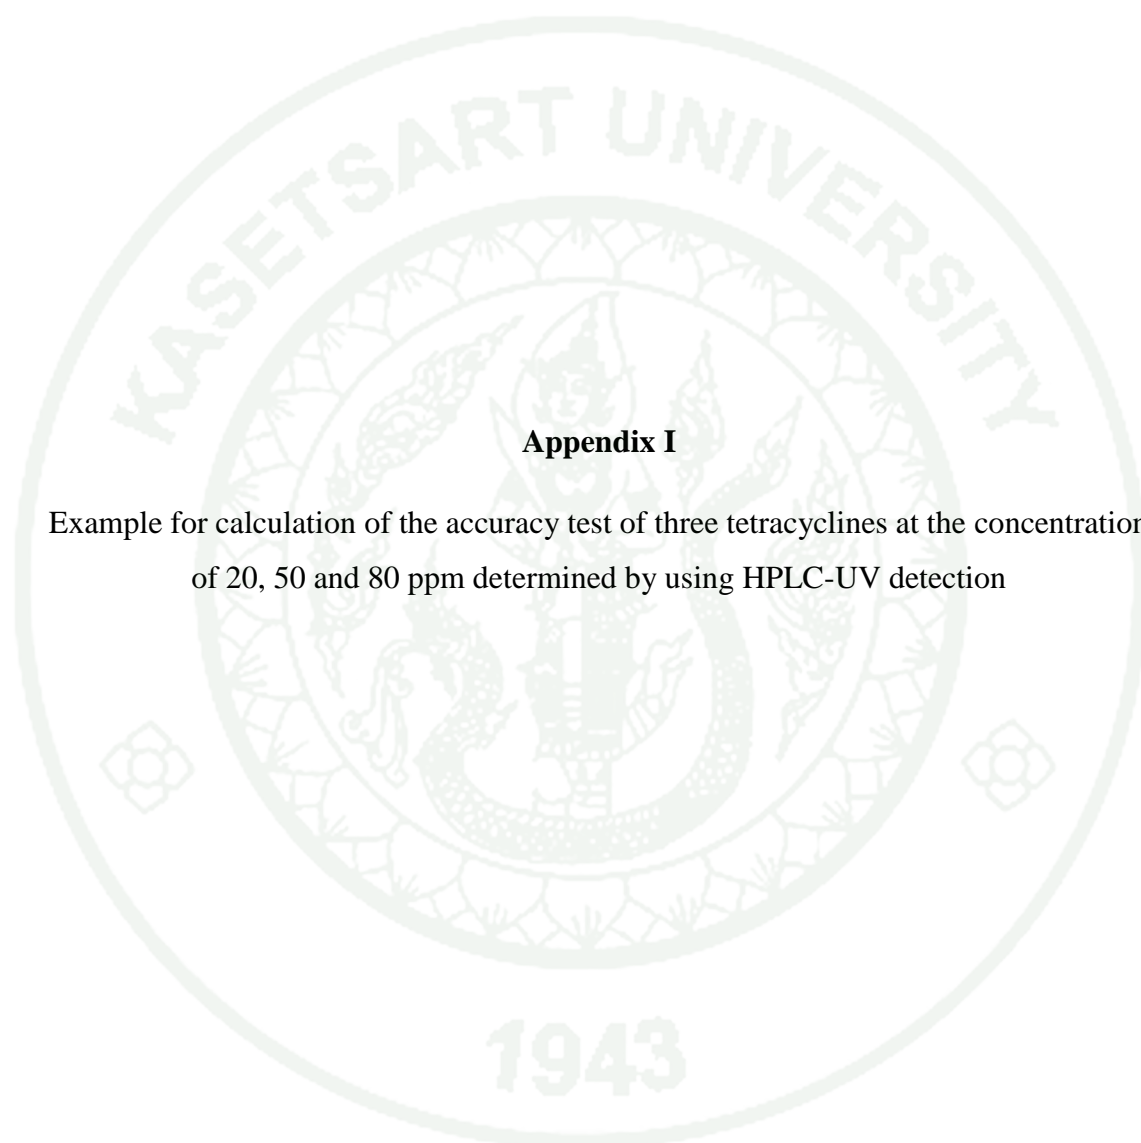 KASETSART UNIVERSITY
Appendix I
Example for calculation of the accuracy test of three tetracyclines at the concentration
of 20, 50 and 80 ppm determined by using HPLC-UV detection
1943